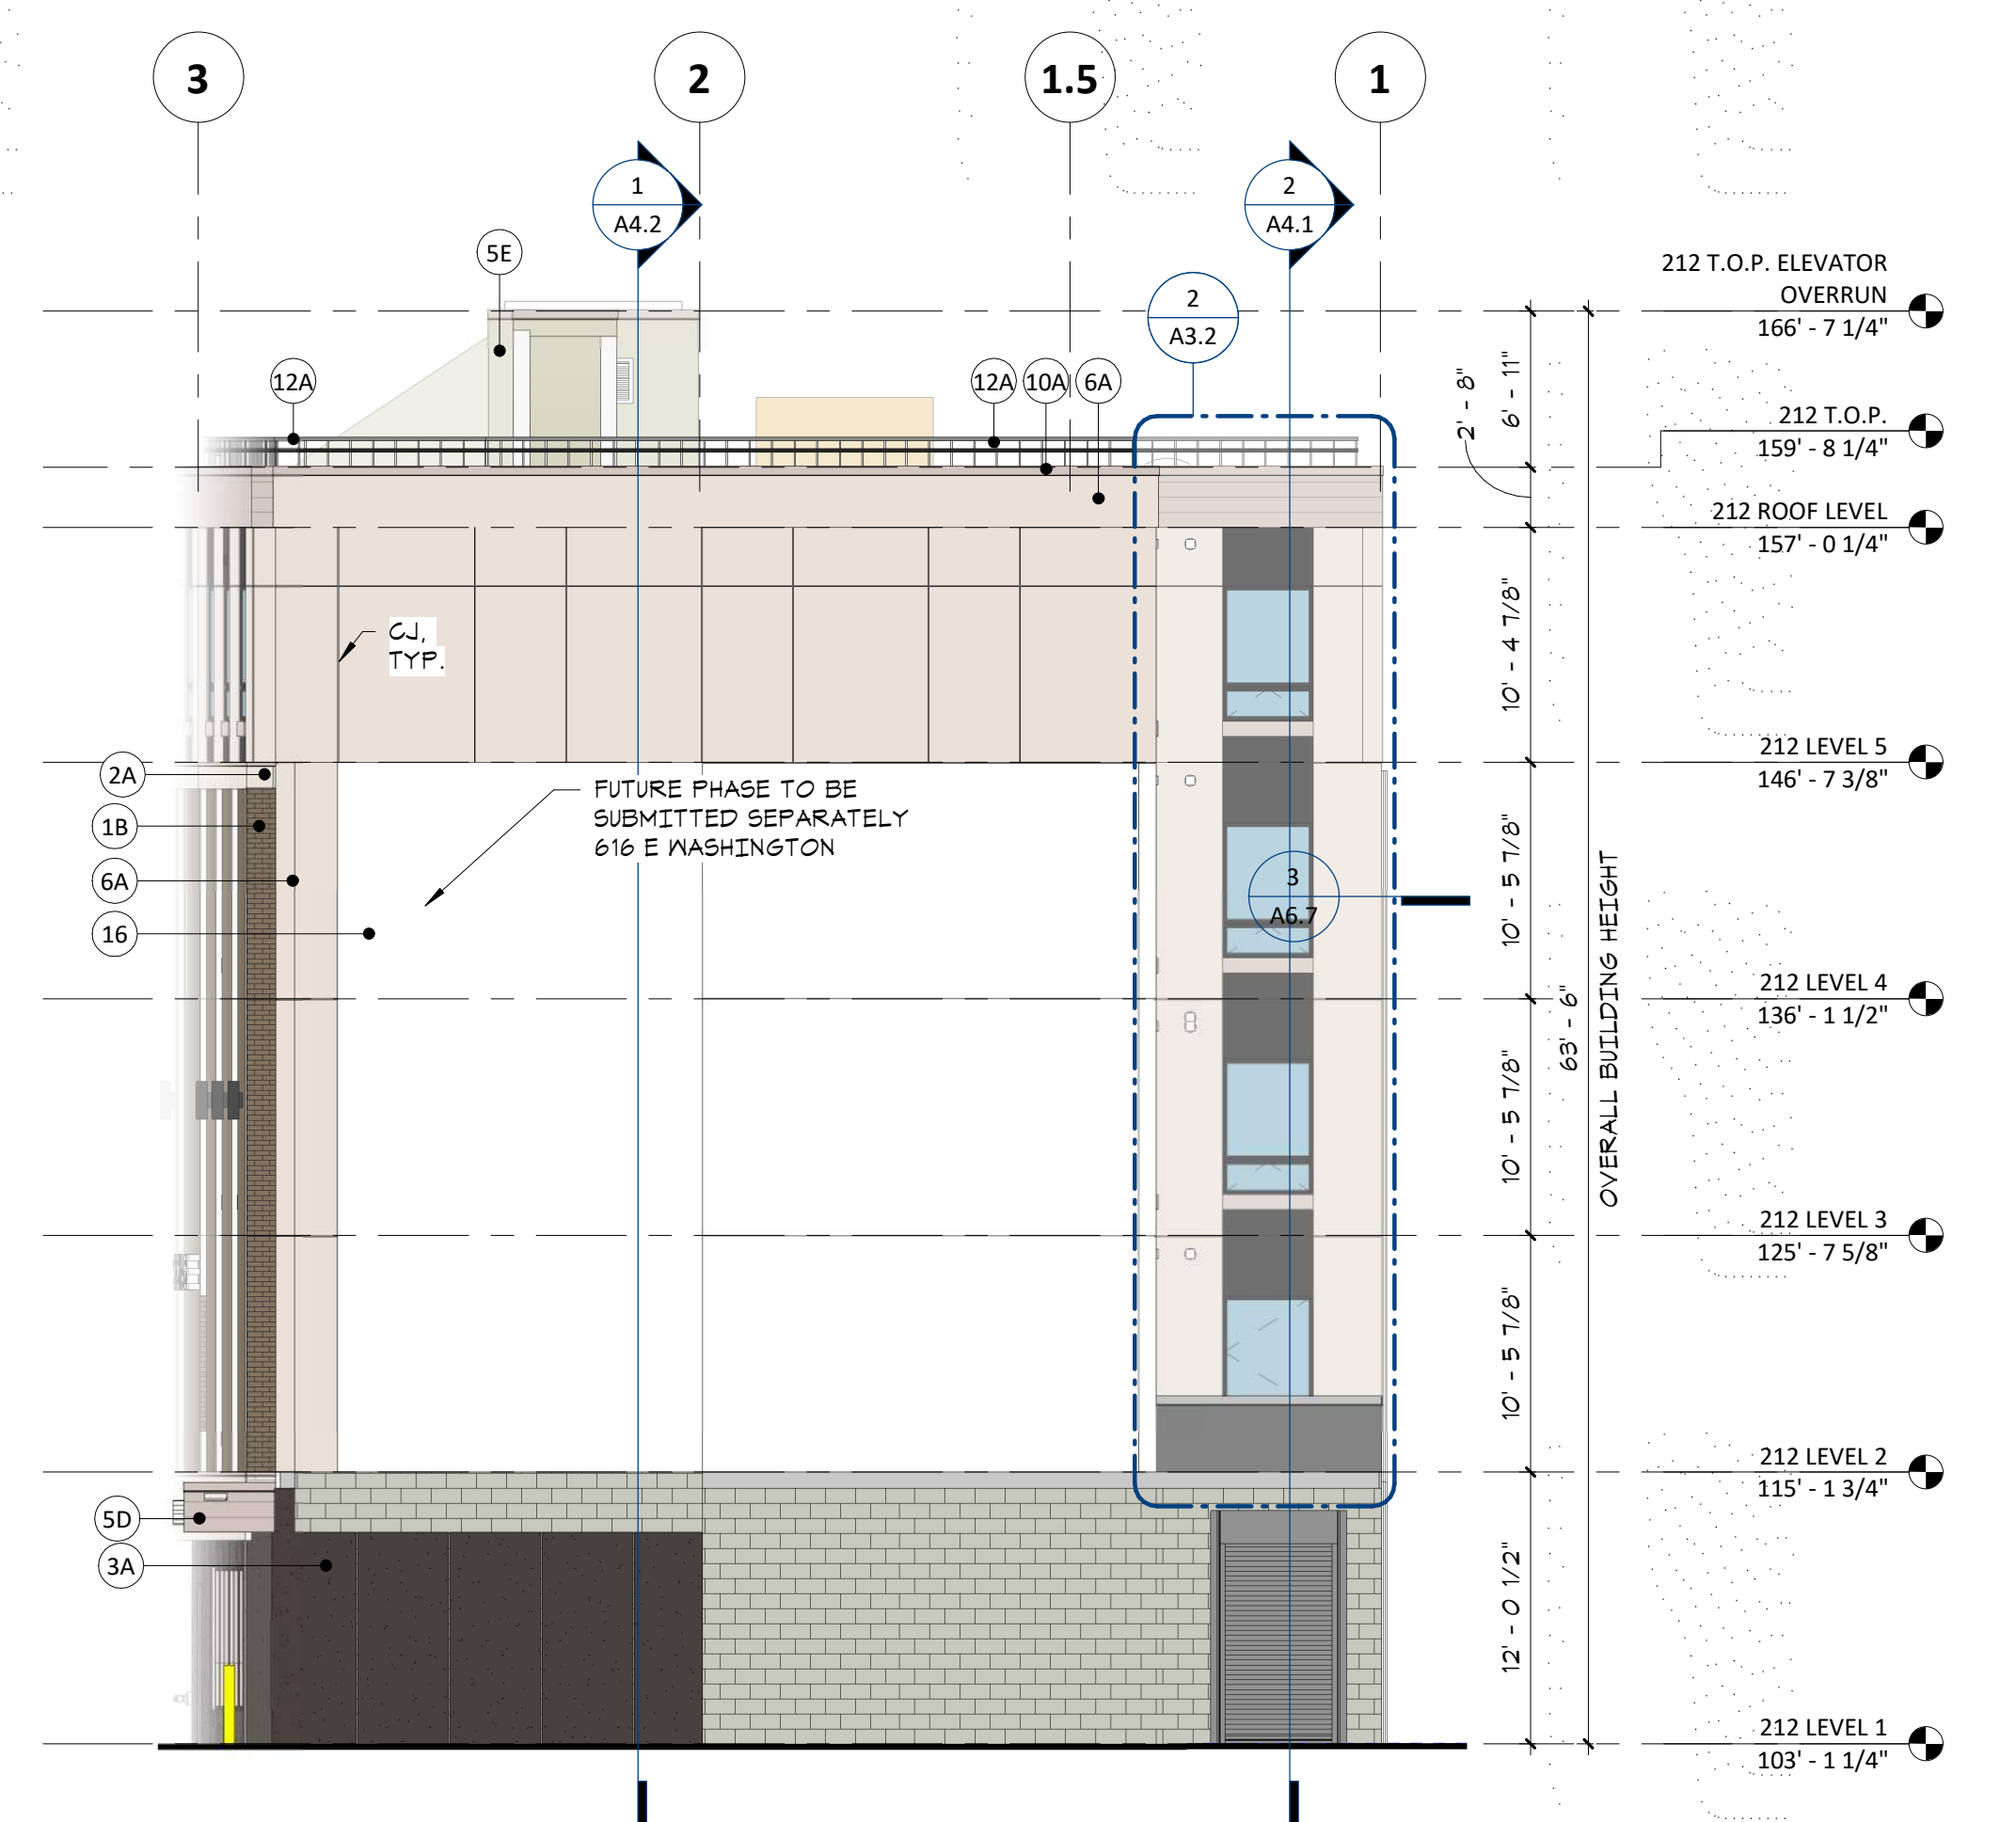 3
2
1.5
1
1
A4.2
2
A4.1
5E
2
A3.2
12A
12A
10A
6A
212 T.O.P. ELEVATOR
OVERRUN
166' - 7 1/4"
212 T.O.P.
159' - 8 1/4"
212 ROOF LEVEL
157' - 0 1/4"
212 LEVEL 5
146' - 7 3/8"
212 LEVEL 4
136' - 1 1/2"
212 LEVEL 3
125' - 7 5/8"
212 LEVEL 2
115' - 1 3/4"
212 LEVEL 1
103' - 1 1/4"
6' - 11"
2' - 8"
10' - 4 7/8"
10' - 5 7/8"
10' - 5 7/8"
10' - 5 7/8"
12' - 0 1/2"
63' - 6"
OVERALL BUILDING HEIGHT
CJ,
TYP.
FUTURE PHASE TO BE
SUBMITTED SEPARATELY
616 E WASHINGTON
2A
1B
6A
16
3
A6.7
5D
3A